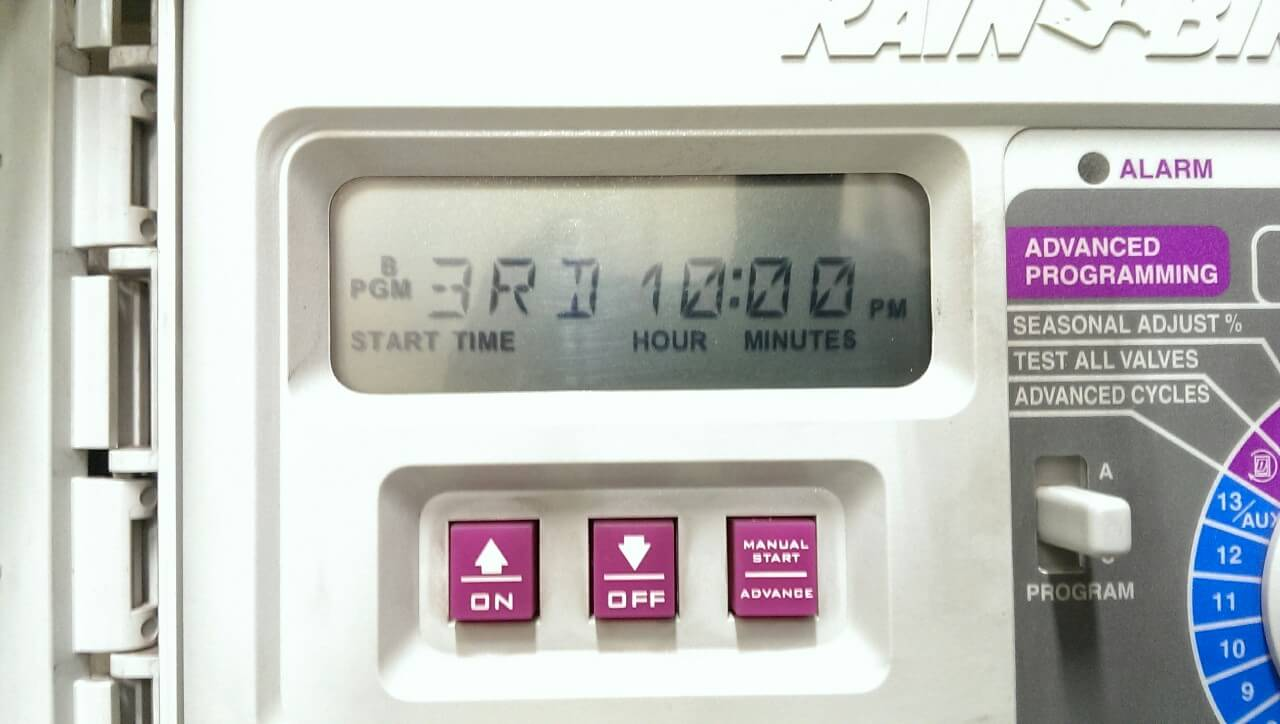 RAIN BIR
ALARM
ADVANCED
PROGRAMMING
SEASONAL ADJUST %
TEST ALL VALVES
ADVANCED CYCLES
B
PGM 3RD 10:00 PM
START TIME HOUR MINUTES
ON
OFF
MANUAL
START
ADVANCE
A
PROGRAM
13/AUX
12
11
10
9